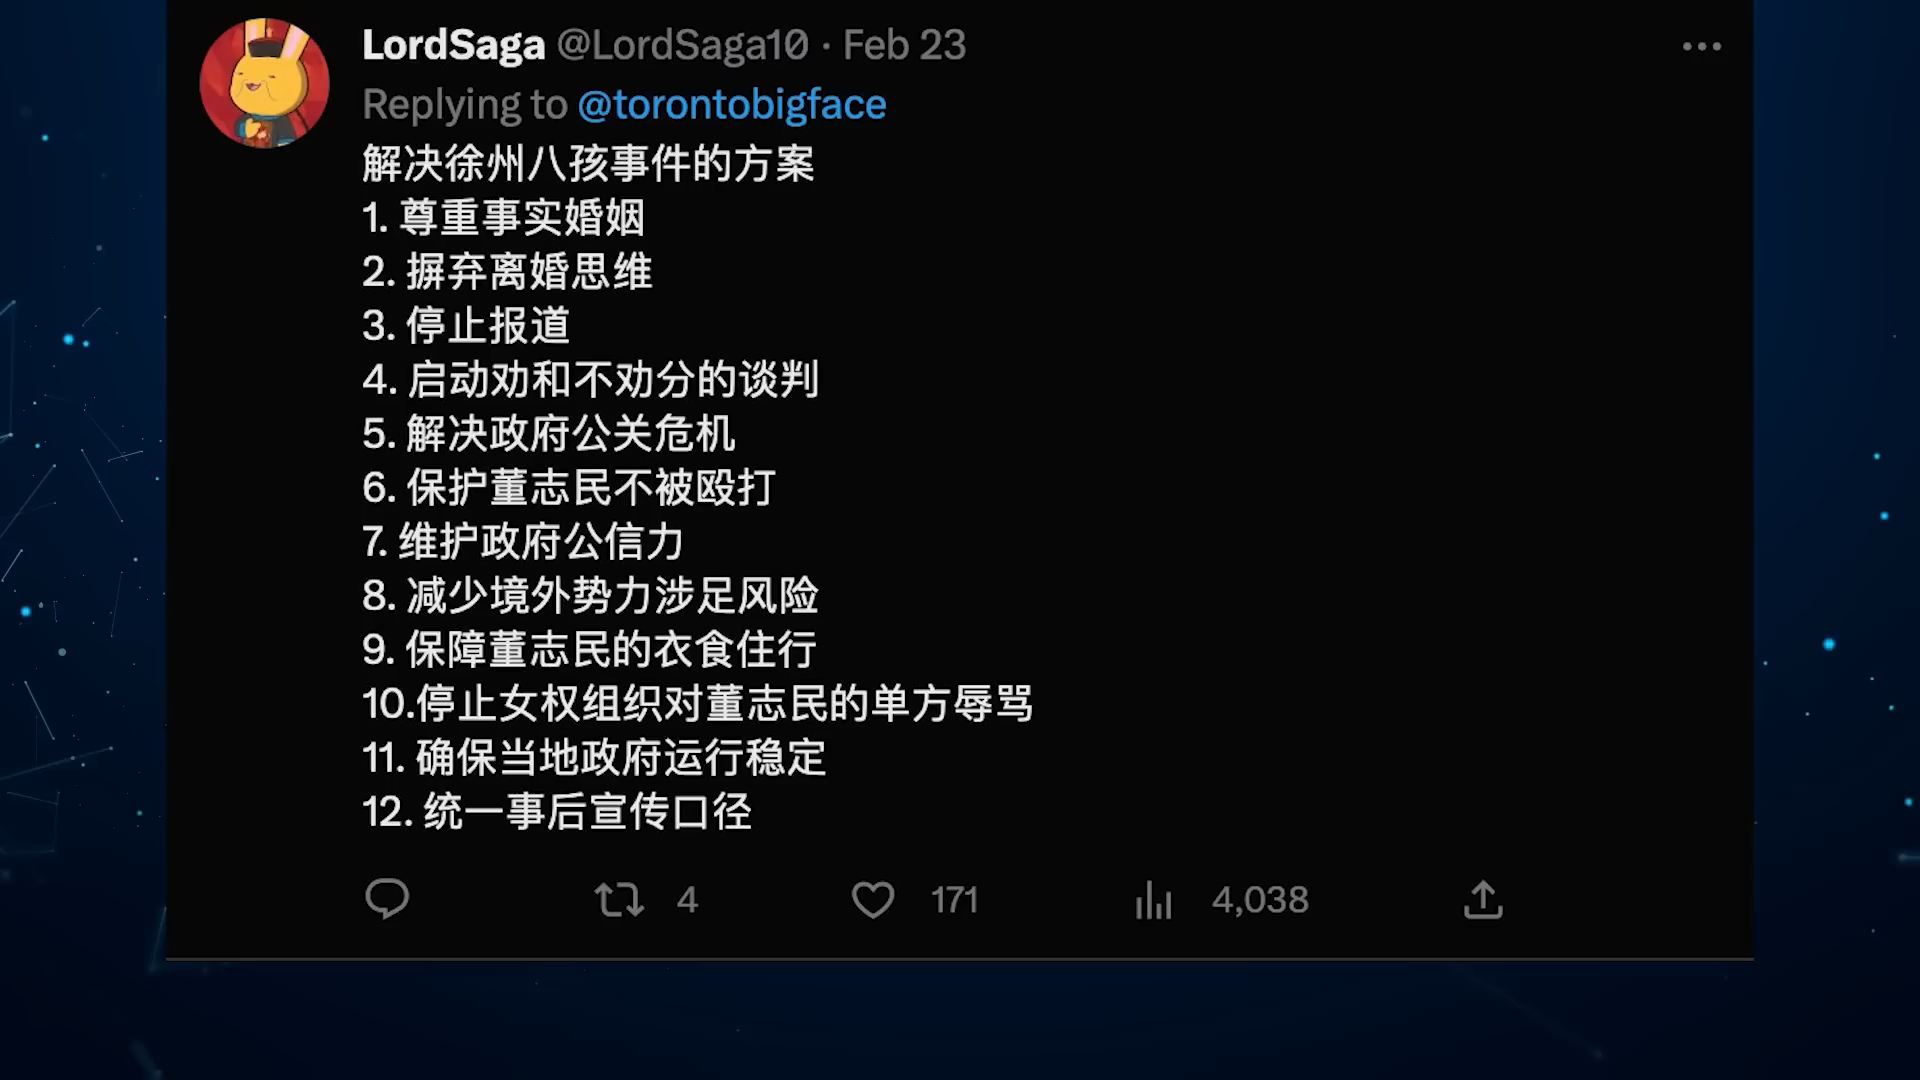 LordSaga @LordSaga10 · Feb 23
Replying to @torontobigface
解决徐州八孩事件的方案
1. 尊重事实婚姻
2. 摒弃离婚思维
3. 停止报道
4. 启动劝和不劝分的谈判
5. 解决政府公关危机
6. 保护董志民不被殴打
7. 维护政府公信力
8. 减少境外势力涉足风险
9. 保障董志民的衣食住行
10.停止女权组织对董志民的单方辱骂
11. 确保当地政府运行稳定
12. 统一事后宣传口径
4 171 4,038